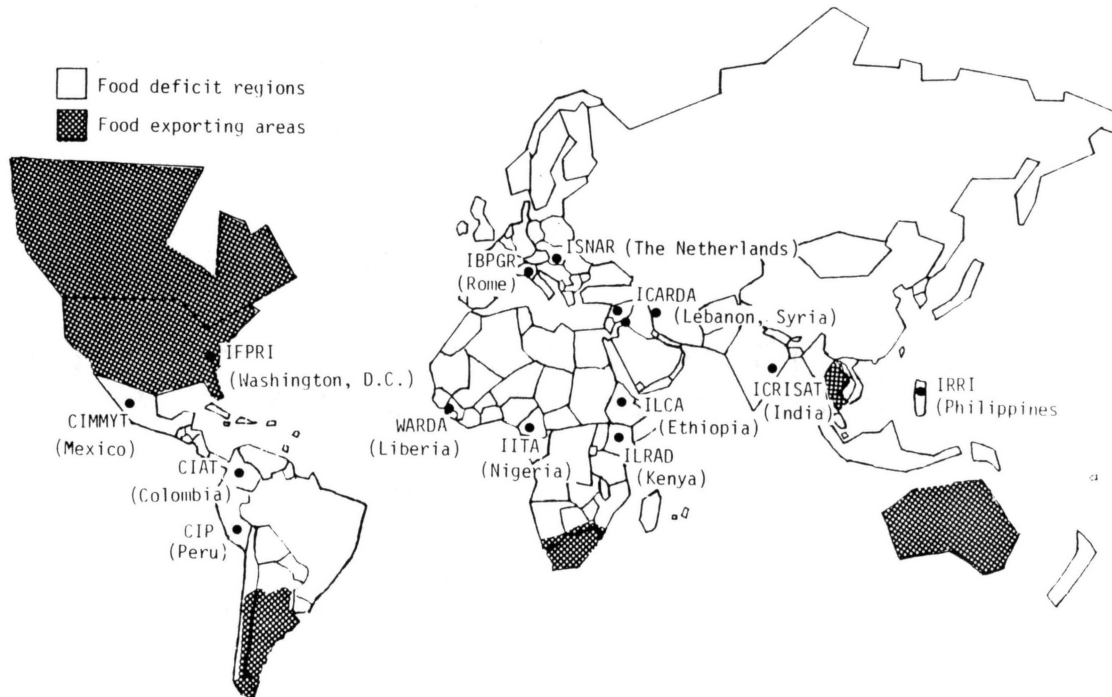 Food deficit regions
Food exporting areas
ISNAR (The Netherlands)
IBPGR
(Rome)
ICARDA
(Lebanon, Syria)
IFPRI
(Washington, D.C.)
CIMMYT
(Mexico)
CIAT
(Colombia)
CIP
(Peru)
WARDA
(Liberia)
IITA
(Nigeria)
ILCA
(Ethiopia)
ILRAD
(Kenya)
ICRISAT
(India)
IRRI
(Philippines